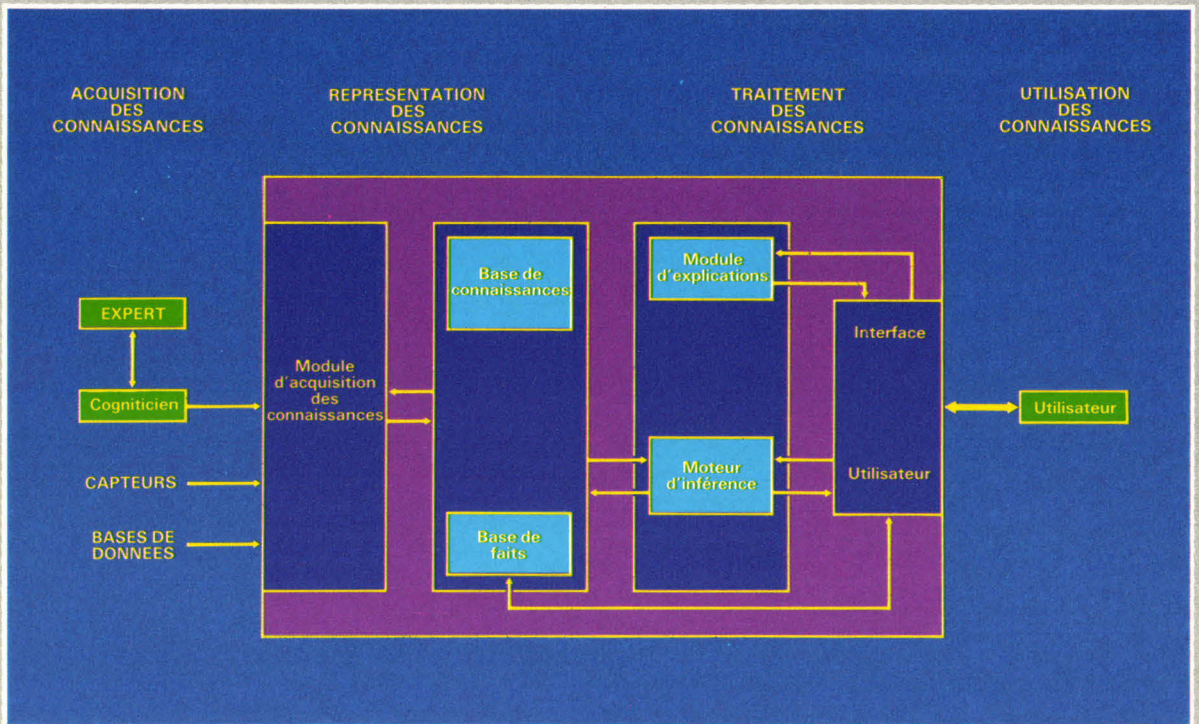 ACQUISITION
DES
CONNAISSANCES
REPRESENTATION
DES
CONNAISSANCES
TRAITEMENT
DES
CONNAISSANCES
UTILISATION
DES
CONNAISSANCES
EXPERT
Cogniticien
CAPTEURS
BASES DE
DONNEES
Module
d'acquisition
des
connaissances
Base de
connaissances
Base de
faits
Module
d'explications
Moteur
d'inférence
Interface
Utilisateur
Utilisateur